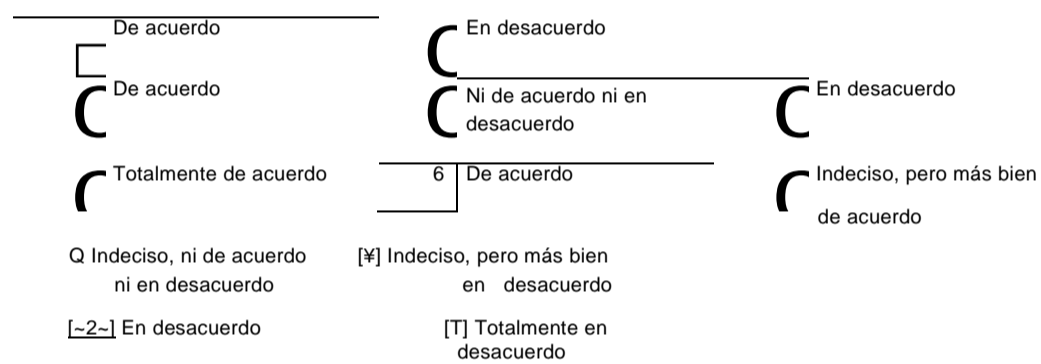 De acuerdo
En desacuerdo
De acuerdo
Ni de acuerdo ni en
desacuerdo
En desacuerdo
Totalmente de acuerdo
6 De acuerdo
Indeciso, pero más bien
de acuerdo
Q Indeciso, ni de acuerdo
ni en desacuerdo
[¥] Indeciso, pero más bien
en desacuerdo
[~2~] En desacuerdo
[T] Totalmente en
desacuerdo